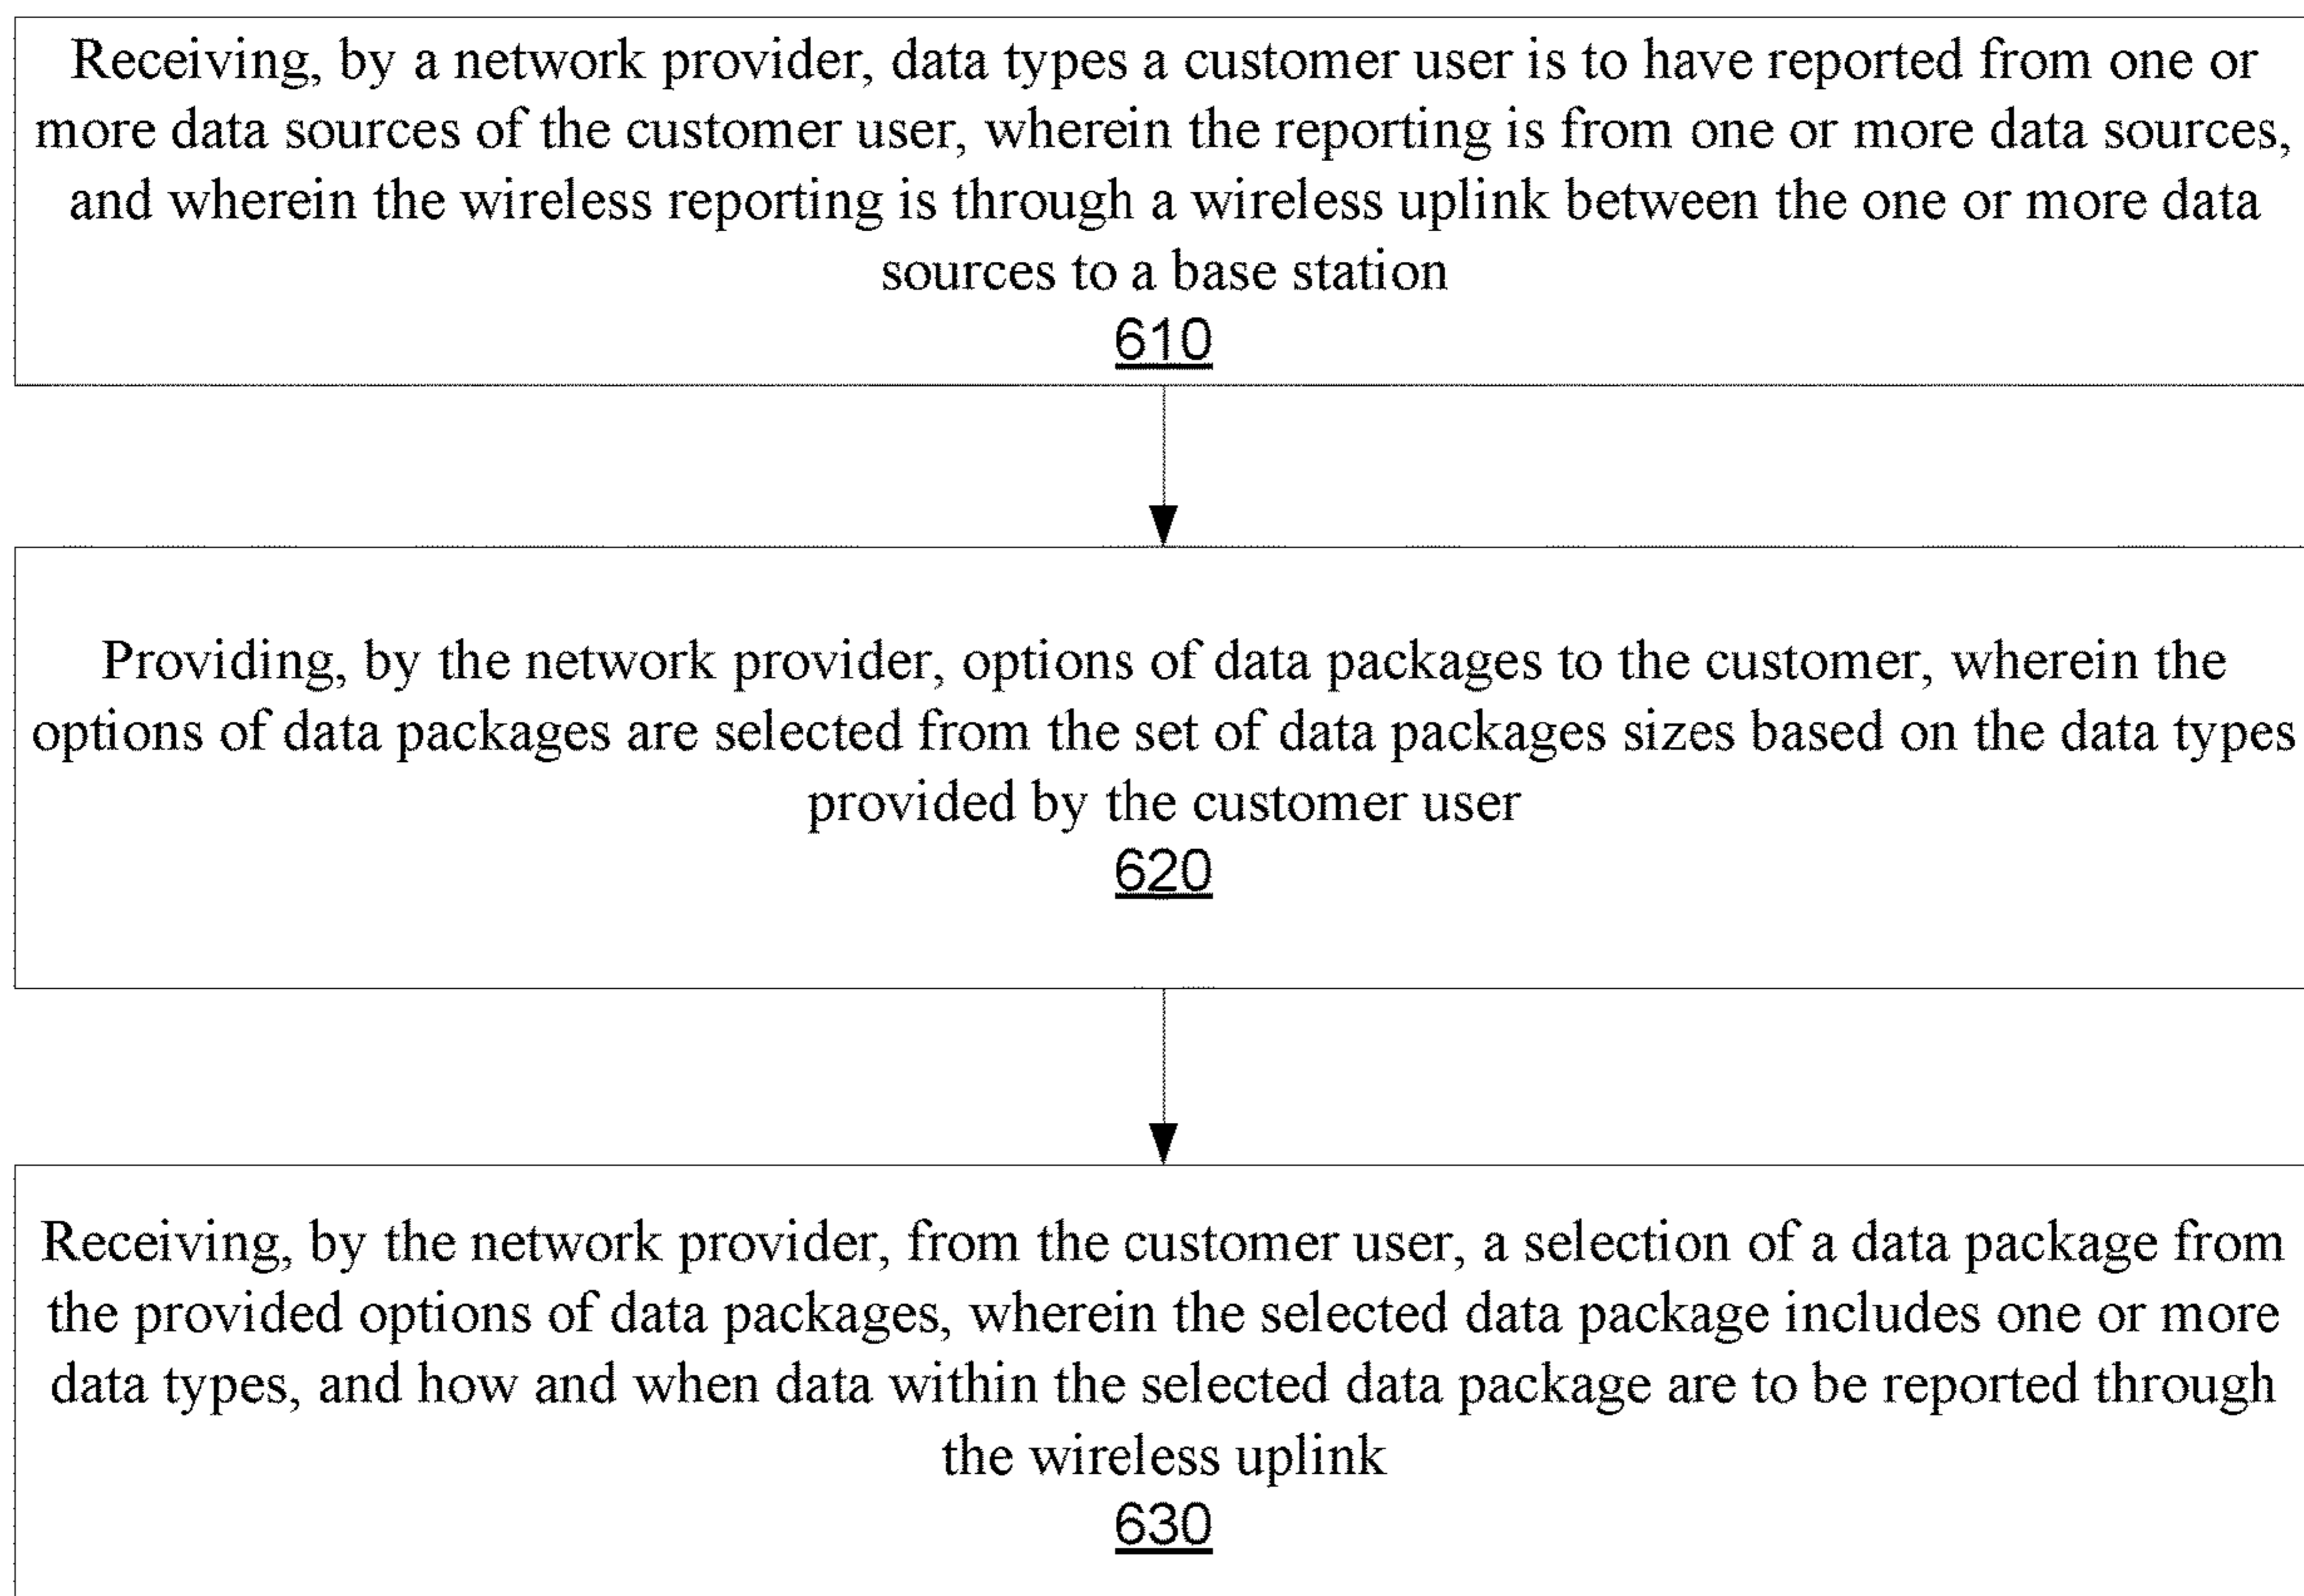 Receiving, by a network provider, data types a customer user is to have reported from one or
more data sources of the customer user, wherein the reporting is from one or more data sources,
and wherein the wireless reporting is through a wireless uplink between the one or more data
sources to a base station
610
Providing, by the network provider, options of data packages to the customer, wherein the
options of data packages are selected from the set of data packages sizes based on the data types
provided by the customer user
620
Receiving, by the network provider, from the customer user, a selection of a data package from
the provided options of data packages, wherein the selected data package includes one or more
data types, and how and when data within the selected data package are to be reported through
the wireless uplink
630